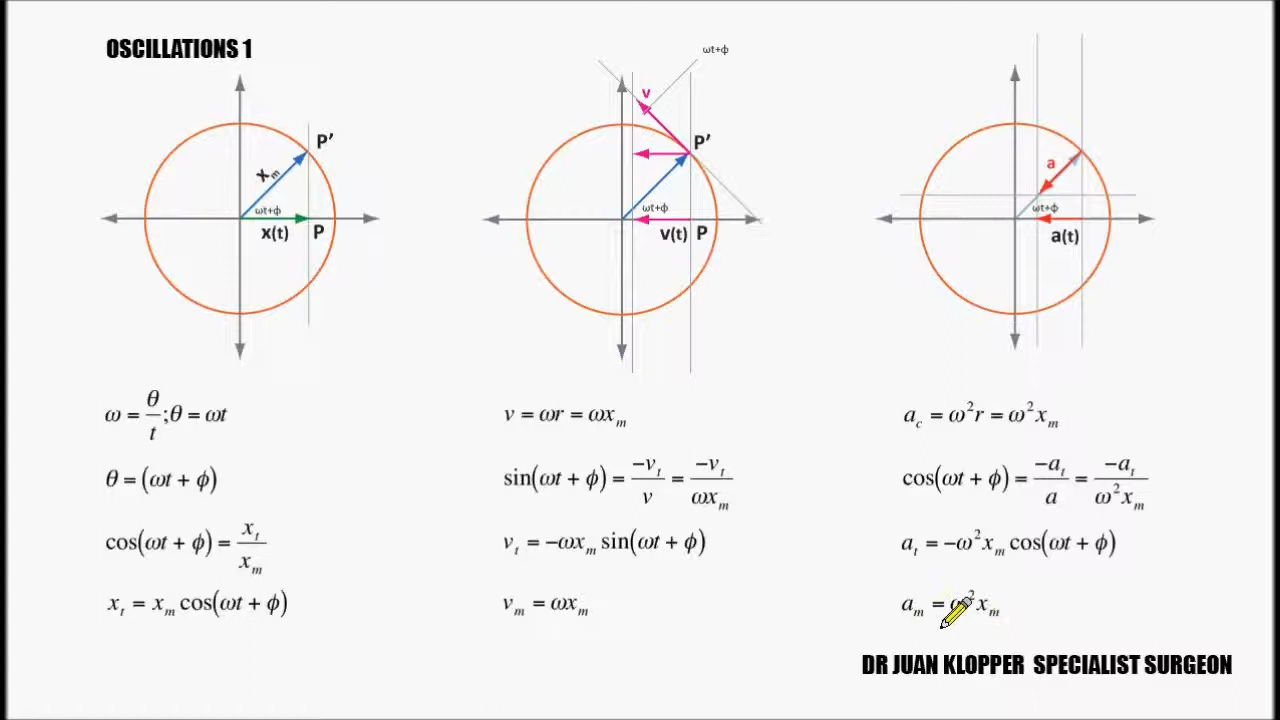 OSCILLATIONS 1
P'
Xₘ
ωt+ϕ
x(t) P
ωt+ϕ
v
P'
ωt+ϕ
v(t) P
a
ωt+ϕ
a(t)
ω = θ/t ; θ = ωt
θ = (ωt + ϕ)
cos(ωt + ϕ) = xₜ/xₘ
xₜ = xₘ cos(ωt + ϕ)
v = ωr = ωxₘ
sin(ωt + ϕ) = −vₜ/v = −vₜ/ωxₘ
vₜ = −ωxₘ sin(ωt + ϕ)
vₘ = ωxₘ
a_c = ω²r = ω²xₘ
cos(ωt + ϕ) = −aₜ/a = −aₜ/ω²xₘ
aₜ = −ω²xₘ cos(ωt + ϕ)
aₘ = ω²xₘ
DR JUAN KLOPPER SPECIALIST SURGEON